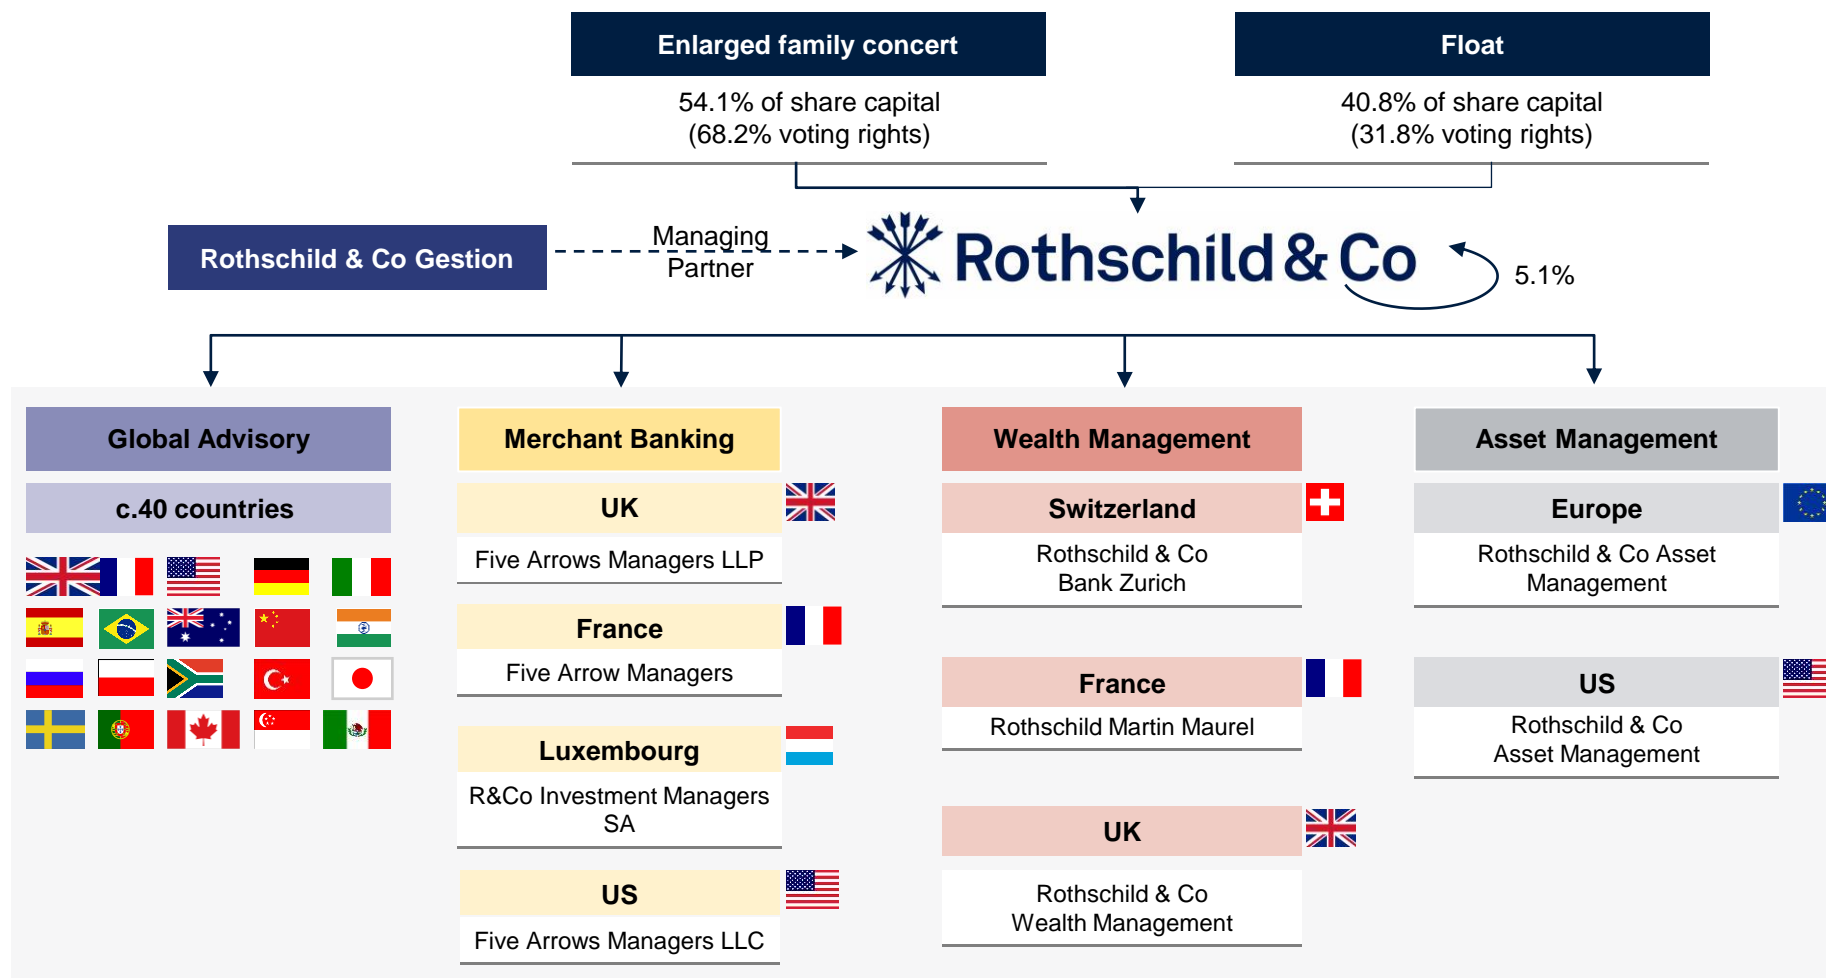 Enlarged family concert
54.1% of share capital
(68.2% voting rights)
Float
40.8% of share capital
(31.8% voting rights)
Rothschild & Co Gestion
Managing
Partner
Rothschild & Co
5.1%
Global Advisory
c.40 countries
Merchant Banking
UK
Five Arrows Managers LLP
France
Five Arrow Managers
Luxembourg
R&Co Investment Managers
SA
US
Five Arrows Managers LLC
Wealth Management
Switzerland
Rothschild & Co
Bank Zurich
France
Rothschild Martin Maurel
UK
Rothschild & Co
Wealth Management
Asset Management
Europe
Rothschild & Co Asset
Management
US
Rothschild & Co
Asset Management